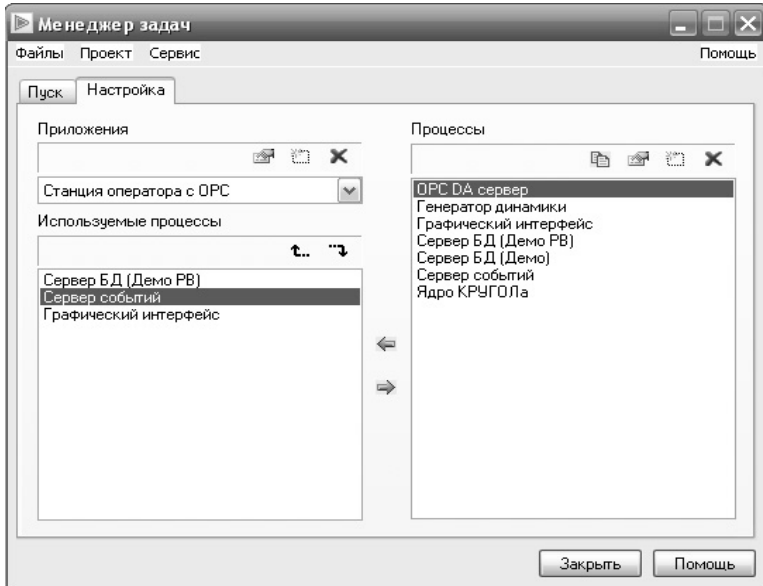 Менеджер задач
Файлы Проект Сервис Помощь
Пуск Настройка
Приложения
Станция оператора с OPC
Используемые процессы
Сервер БД (Демо РВ)
Сервер событий
Графический интерфейс
Процессы
OPC DA сервер
Генератор динамики
Графический интерфейс
Сервер БД (Демо РВ)
Сервер БД (Демо)
Сервер событий
Ядро КРУГОЛа
Закрыть Помощь